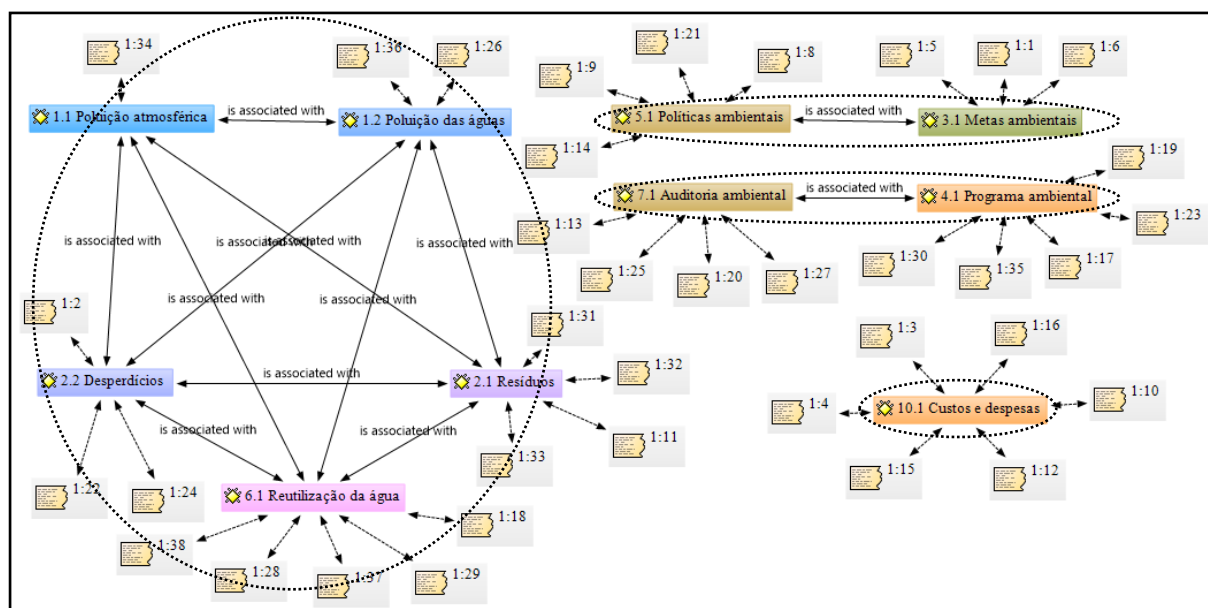 1:34
1:36
1:26
1:21
1:8
1:9
1:5
1:1
1:6
1.1 Poluição atmosférica
is associated with
1.2 Poluição das águas
5.1 Políticas ambientais
is associated with
3.1 Metas ambientais
1:14
1:19
7.1 Auditoria ambiental
is associated with
4.1 Programa ambiental
1:13
1:23
is associated with
is associated with
is associated with
1:25
1:20
1:27
1:30
1:35
1:17
1:2
is associated with
is associated with
1:31
1:3
1:16
2.2 Desperdícios
is associated with
2.1 Resíduos
1:32
1:4
10.1 Custos e despesas
1:10
is associated with
is associated with
1:11
1:33
1:15
1:12
1:22
1:24
6.1 Reutilização da água
1:18
1:38
1:28
1:37
1:29